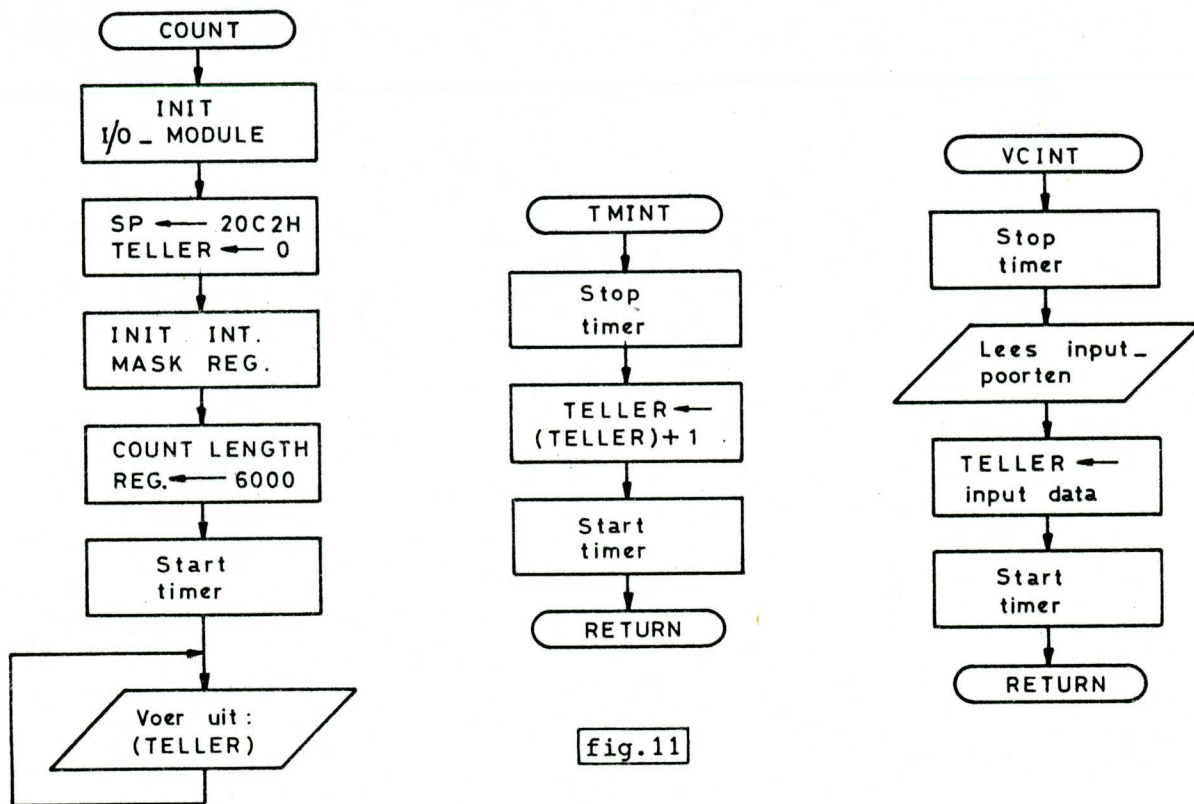 COUNT
INIT
I/O_ MODULE
SP ← 20C2H
TELLER ← 0
INIT INT.
MASK REG.
COUNT LENGTH
REG. ← 6000
Start
timer
Voer uit :
(TELLER)
TMINT
Stop
timer
TELLER ←
(TELLER)+1
Start
timer
RETURN
fig.11
VCINT
Stop
timer
Lees input_
poorten
TELLER ←
input data
Start
timer
RETURN